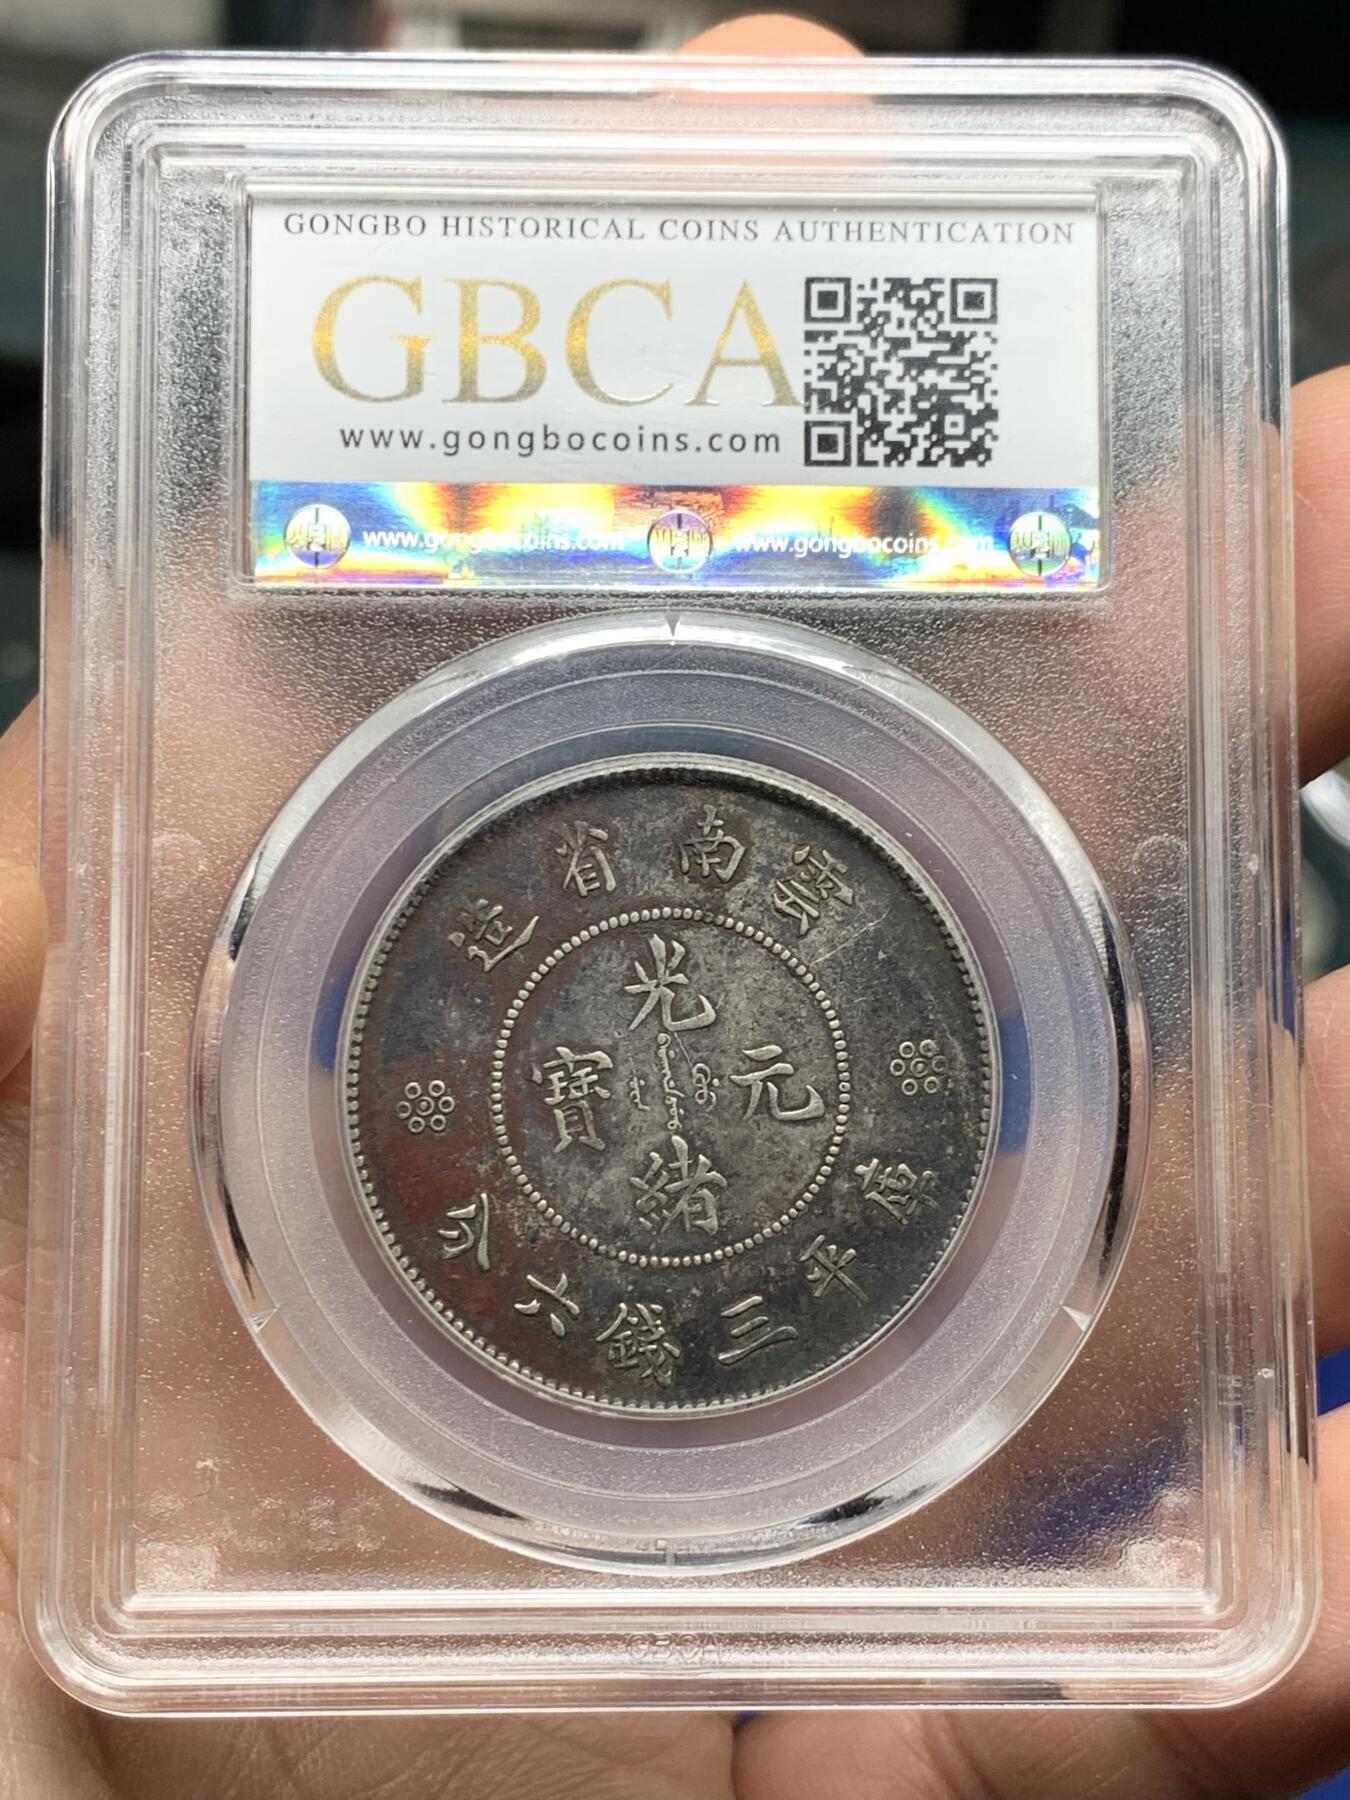 GONGBO HISTORICAL COINS AUTHENTICATION
GBCA
www.gongbocoins.com
www.gongbocoins.com www.gongbocoins.com
雲南省造
光緒元寶
庫平三錢六分
GBCA